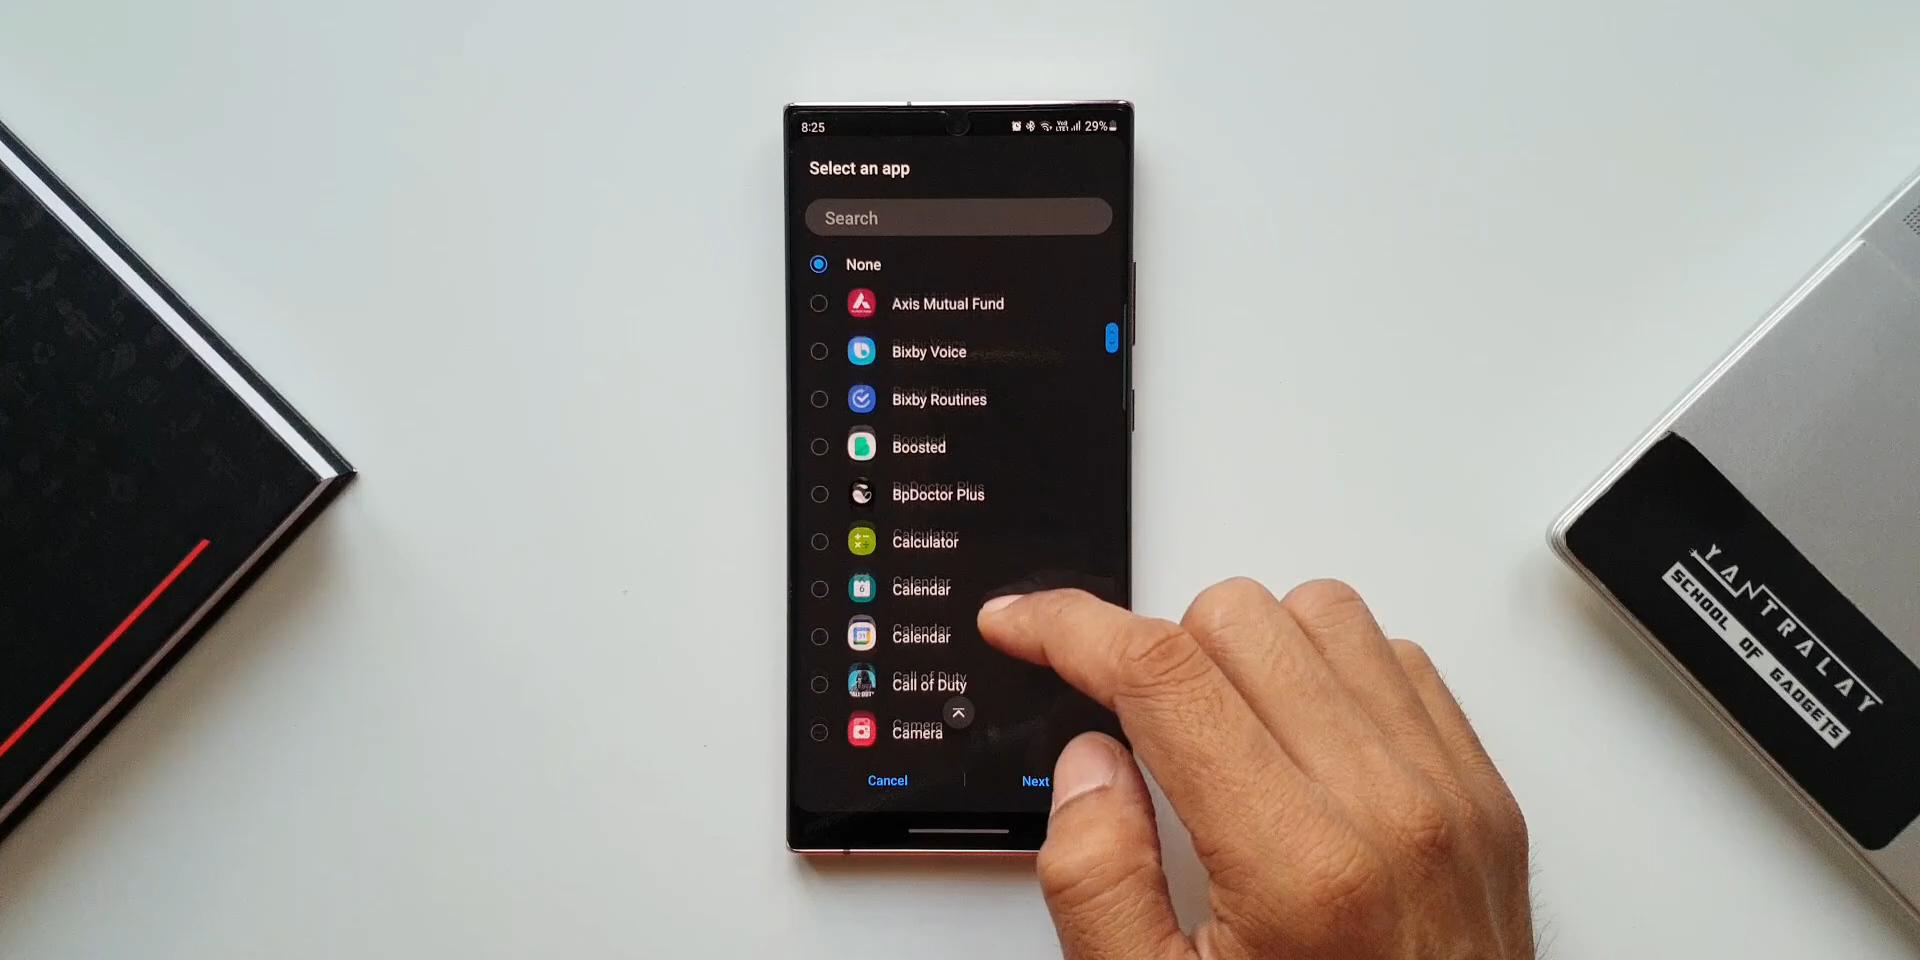 8:25
29%
Select an app
Search
None
Axis Mutual Fund
Bixby Voice
Bixby Routines
Boosted
BpDoctor Plus
Calculator
Calendar
Calendar
Call of Duty
Camera
Cancel
Next
YANTRALAY
SCHOOL OF GADGETS